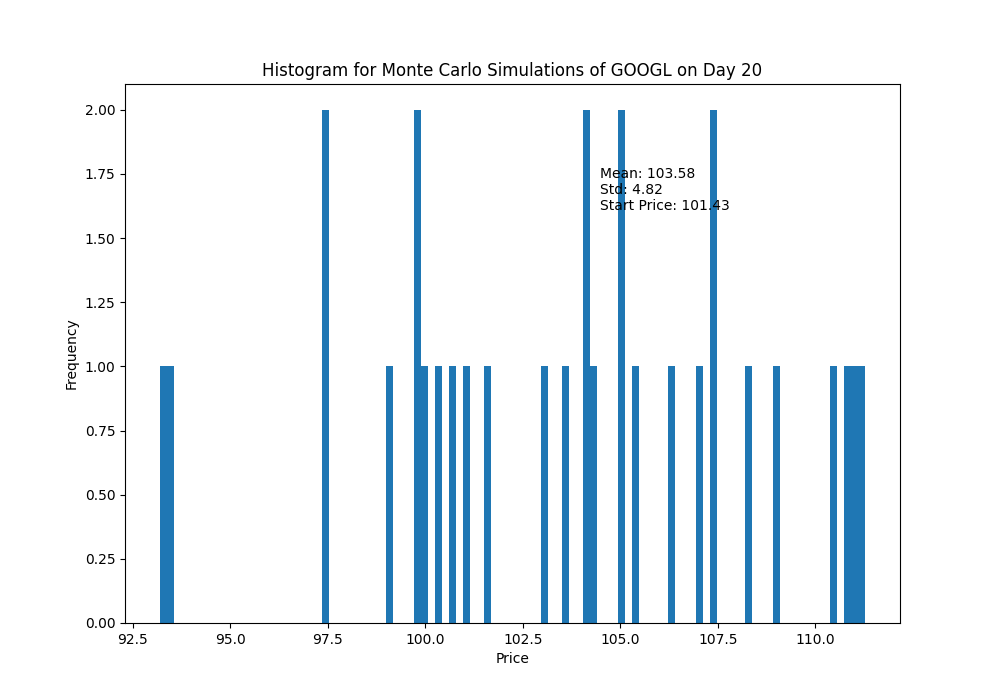 Histogram for Monte Carlo Simulations of GOOGL on Day 20
2.00
1.75
1.50
1.25
1.00
0.75
0.50
0.25
0.00
Frequency
Mean: 103.58
Std: 4.82
Start Price: 101.43
92.5 95.0 97.5 100.0 102.5 105.0 107.5 110.0
Price